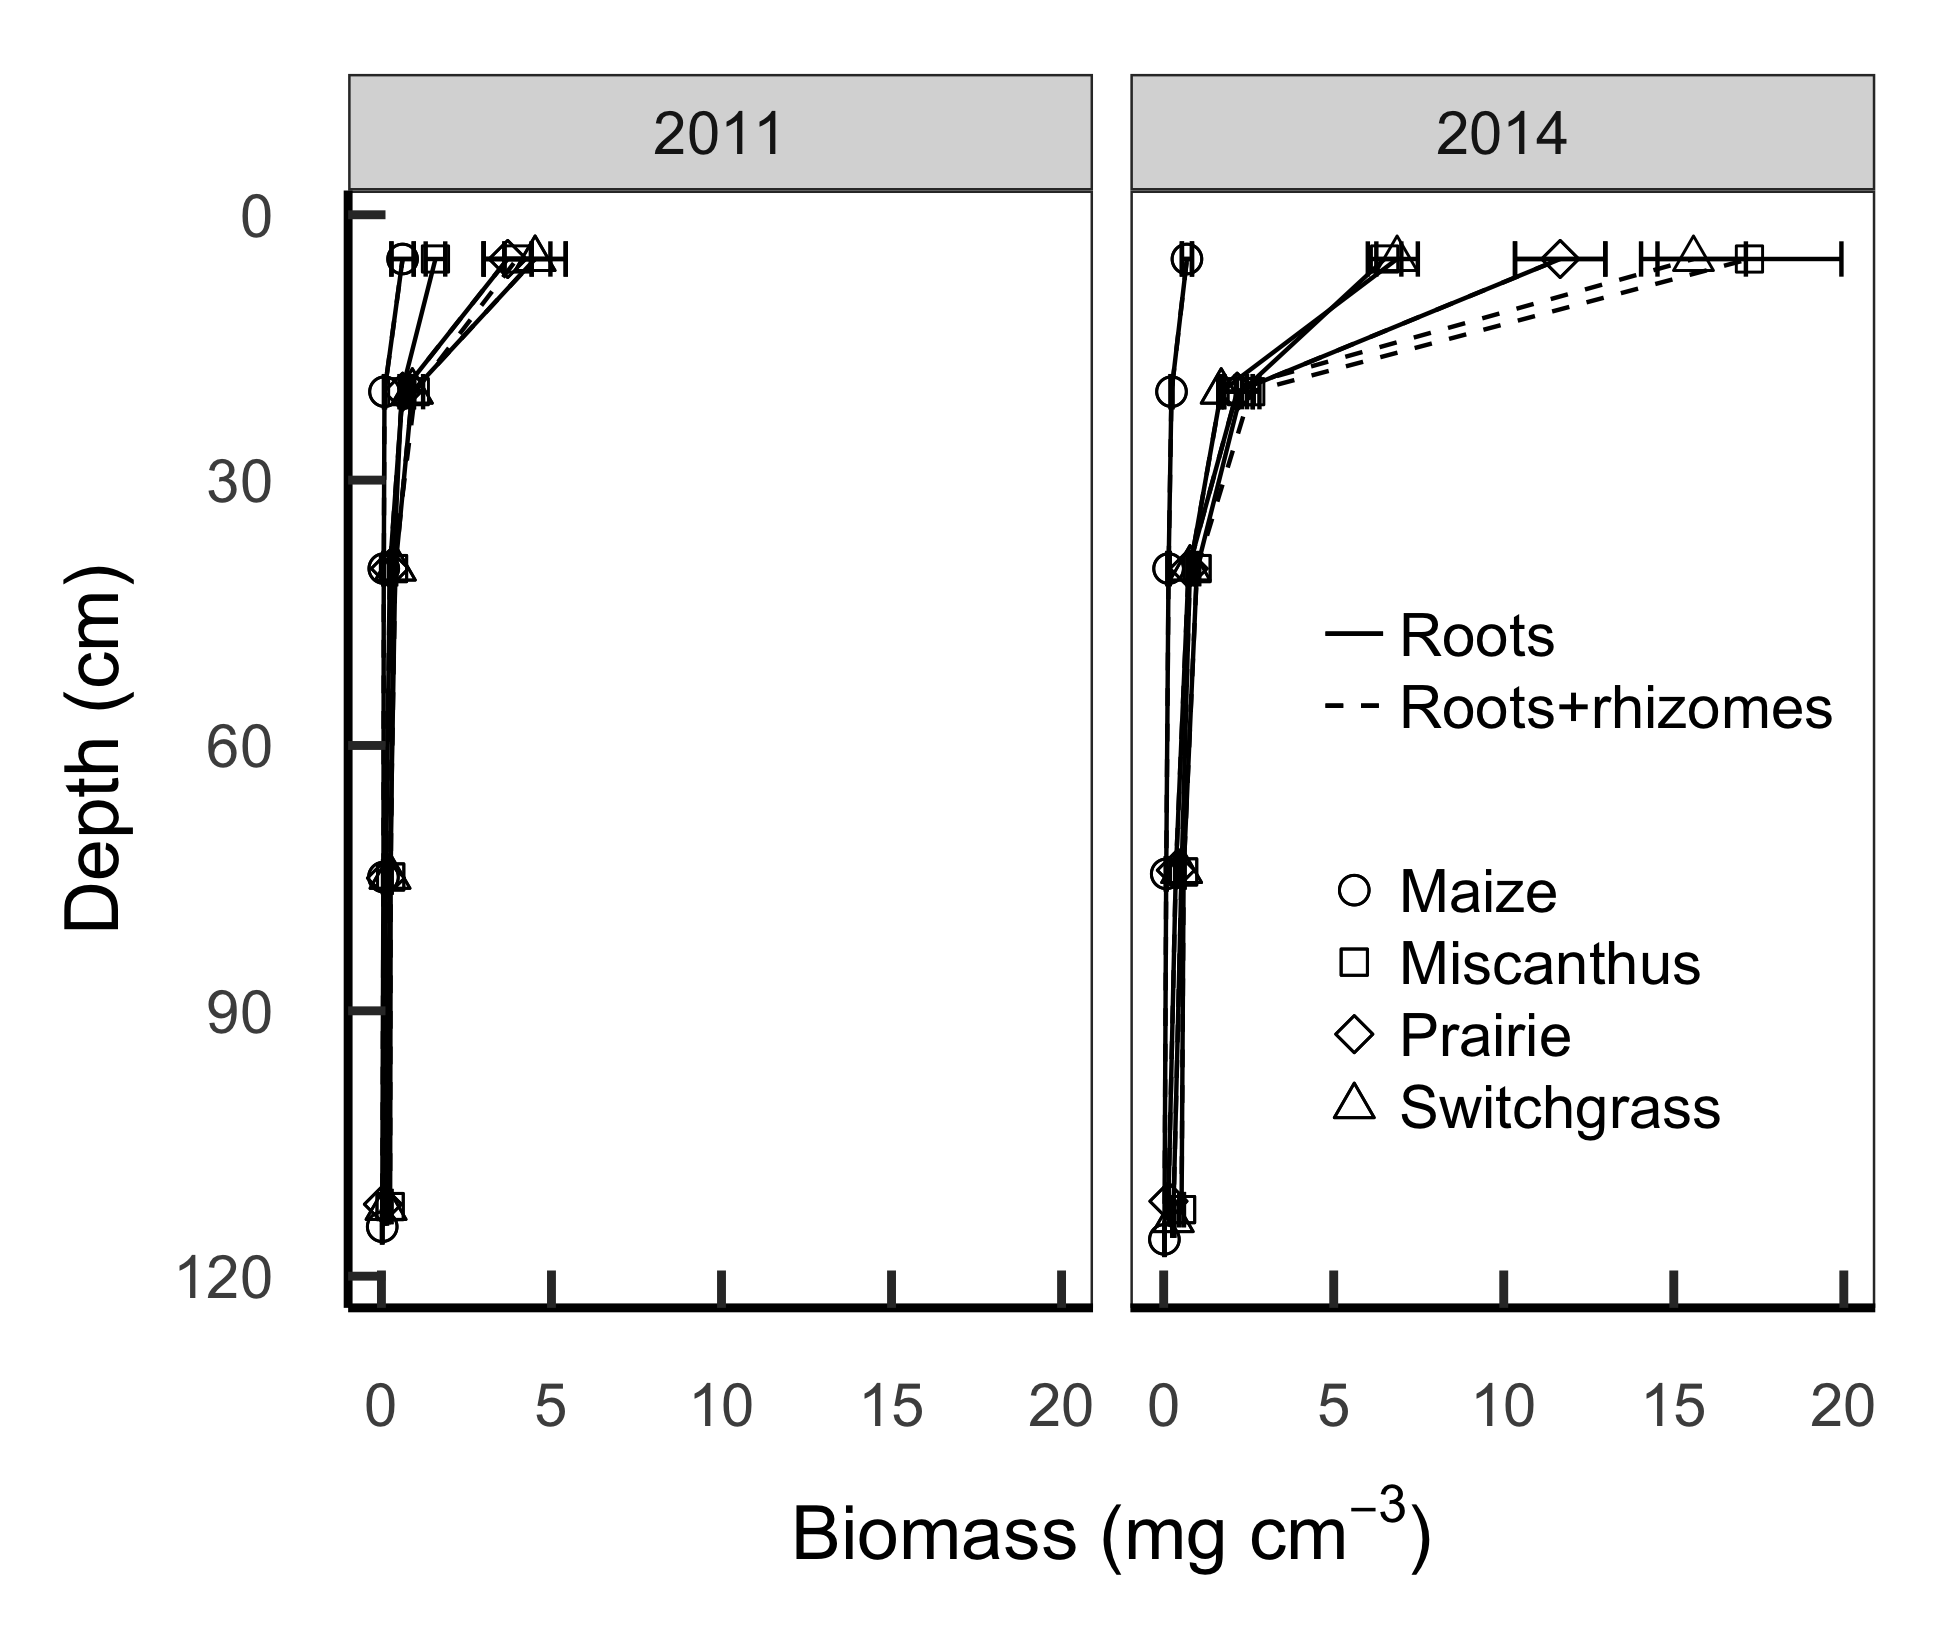 2011 2014
0
30
60
90
120
Depth (cm)
Roots
Roots+rhizomes
Maize
Miscanthus
Prairie
Switchgrass
0 5 10 15 20 0 5 10 15 20
Biomass (mg cm⁻³)